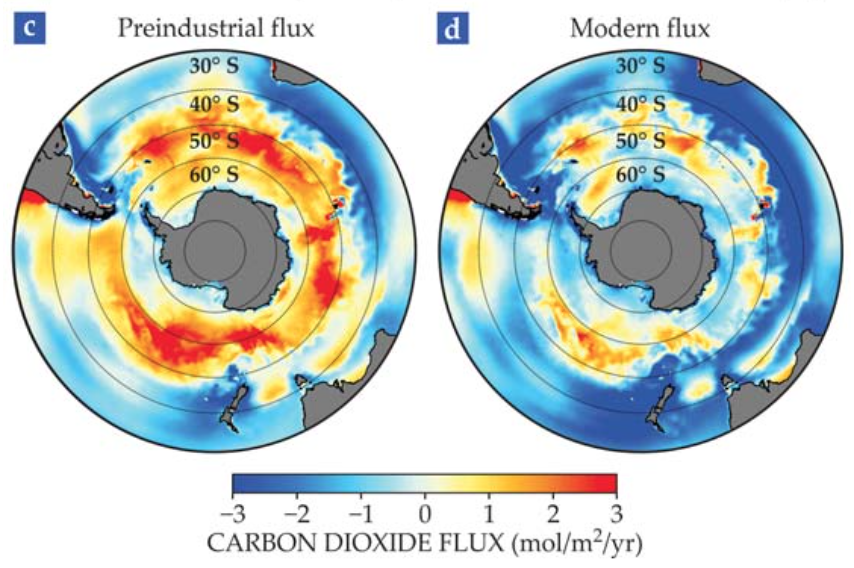 c Preindustrial flux
d Modern flux
30° S
40° S
50° S
60° S
30° S
40° S
50° S
60° S
−3 −2 −1 0 1 2 3
CARBON DIOXIDE FLUX (mol/m²/yr)